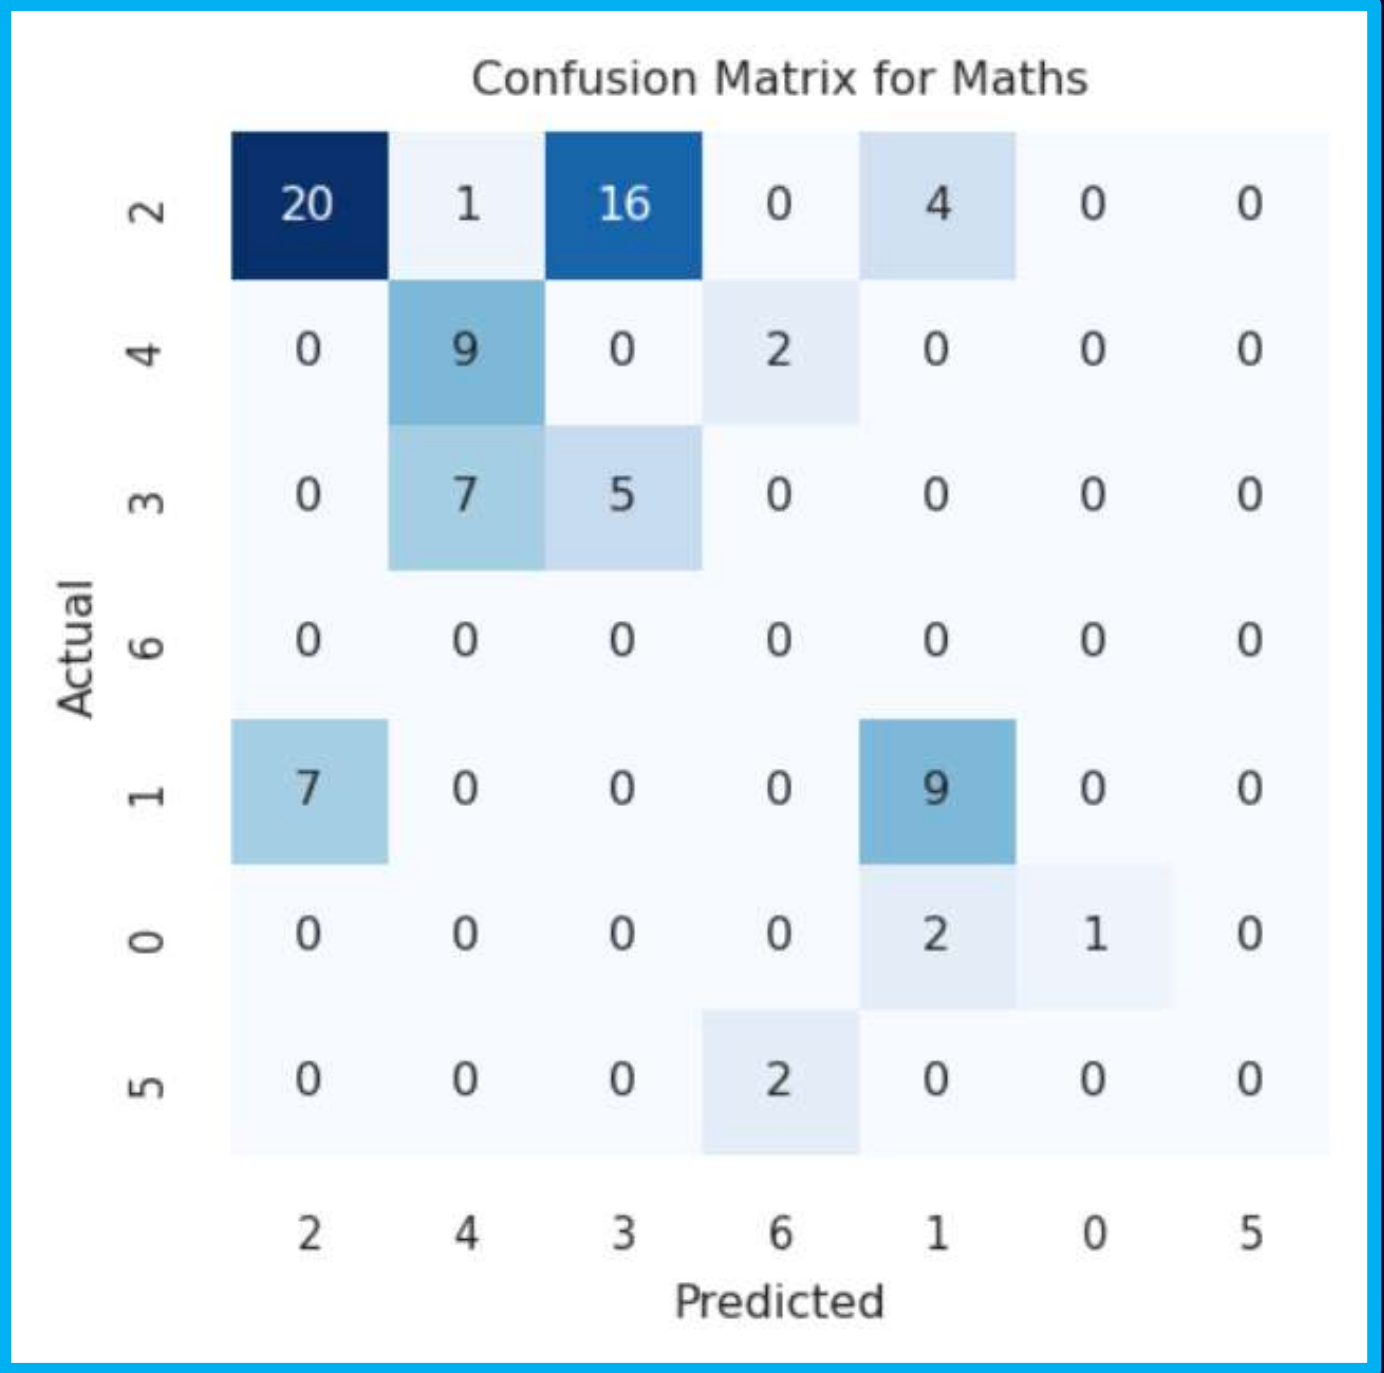 Confusion Matrix for Maths
2 20 1 16 0 4 0 0
4 0 9 0 2 0 0 0
3 0 7 5 0 0 0 0
Actual
6 0 0 0 0 0 0 0
1 7 0 0 0 9 0 0
0 0 0 0 0 2 1 0
5 0 0 0 2 0 0 0
2 4 3 6 1 0 5
Predicted